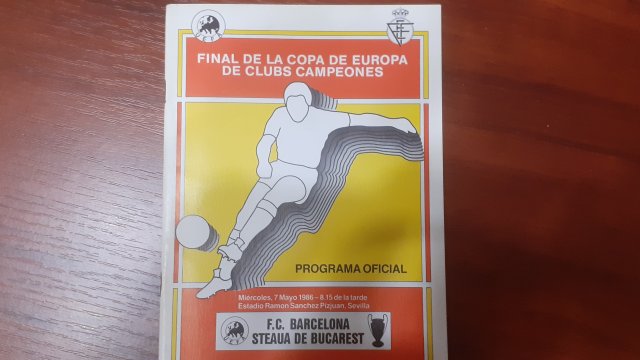 FINAL DE LA COPA DE EUROPA
DE CLUBS CAMPEONES
PROGRAMA OFICIAL
Miércoles, 7 Mayo 1986 – 8.15 de la tarde
Estadio Ramon Sanchez Pizjuan, Sevilla
F.C. BARCELONA
STEAUA DE BUCAREST